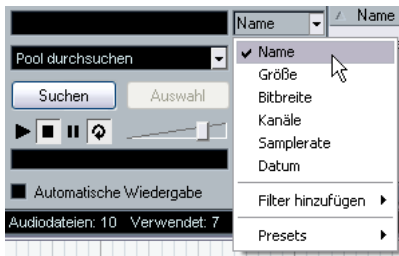 Name
Name
Pool durchsuchen
Name
Größe
Suchen
Auswahl
Bitbreite
Kanäle
Samplerate
Datum
Automatische Wiedergabe
Filter hinzufügen
Audiodateien: 10 Verwendet: 7
Presets